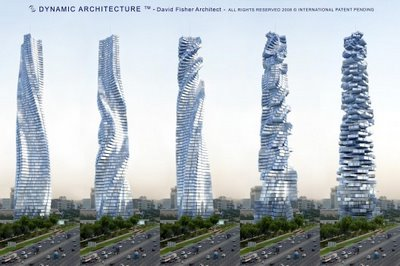 DYNAMIC ARCHITECTURE ™ - David Fisher Architect - ALL RIGHTS RESERVED 2008 © INTERNATIONAL PATENT PENDING